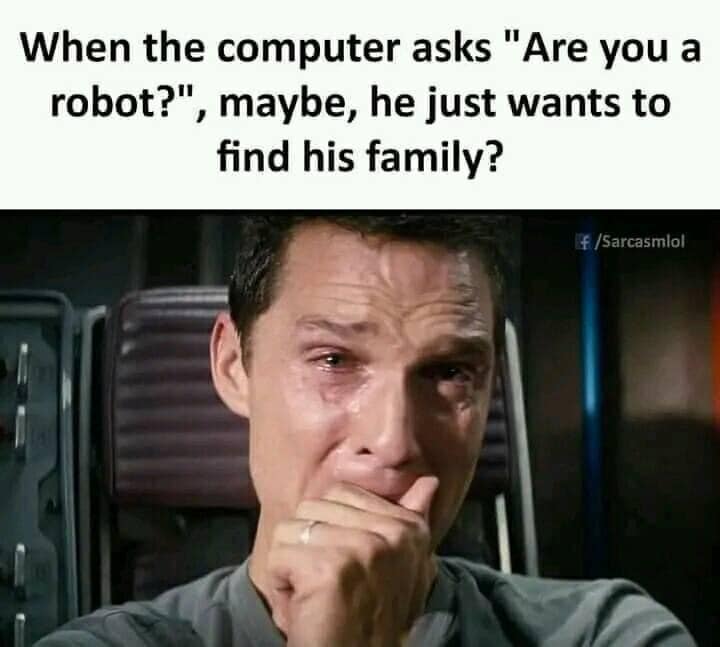 When the computer asks "Are you a
robot?", maybe, he just wants to
find his family?
f /Sarcasmlol